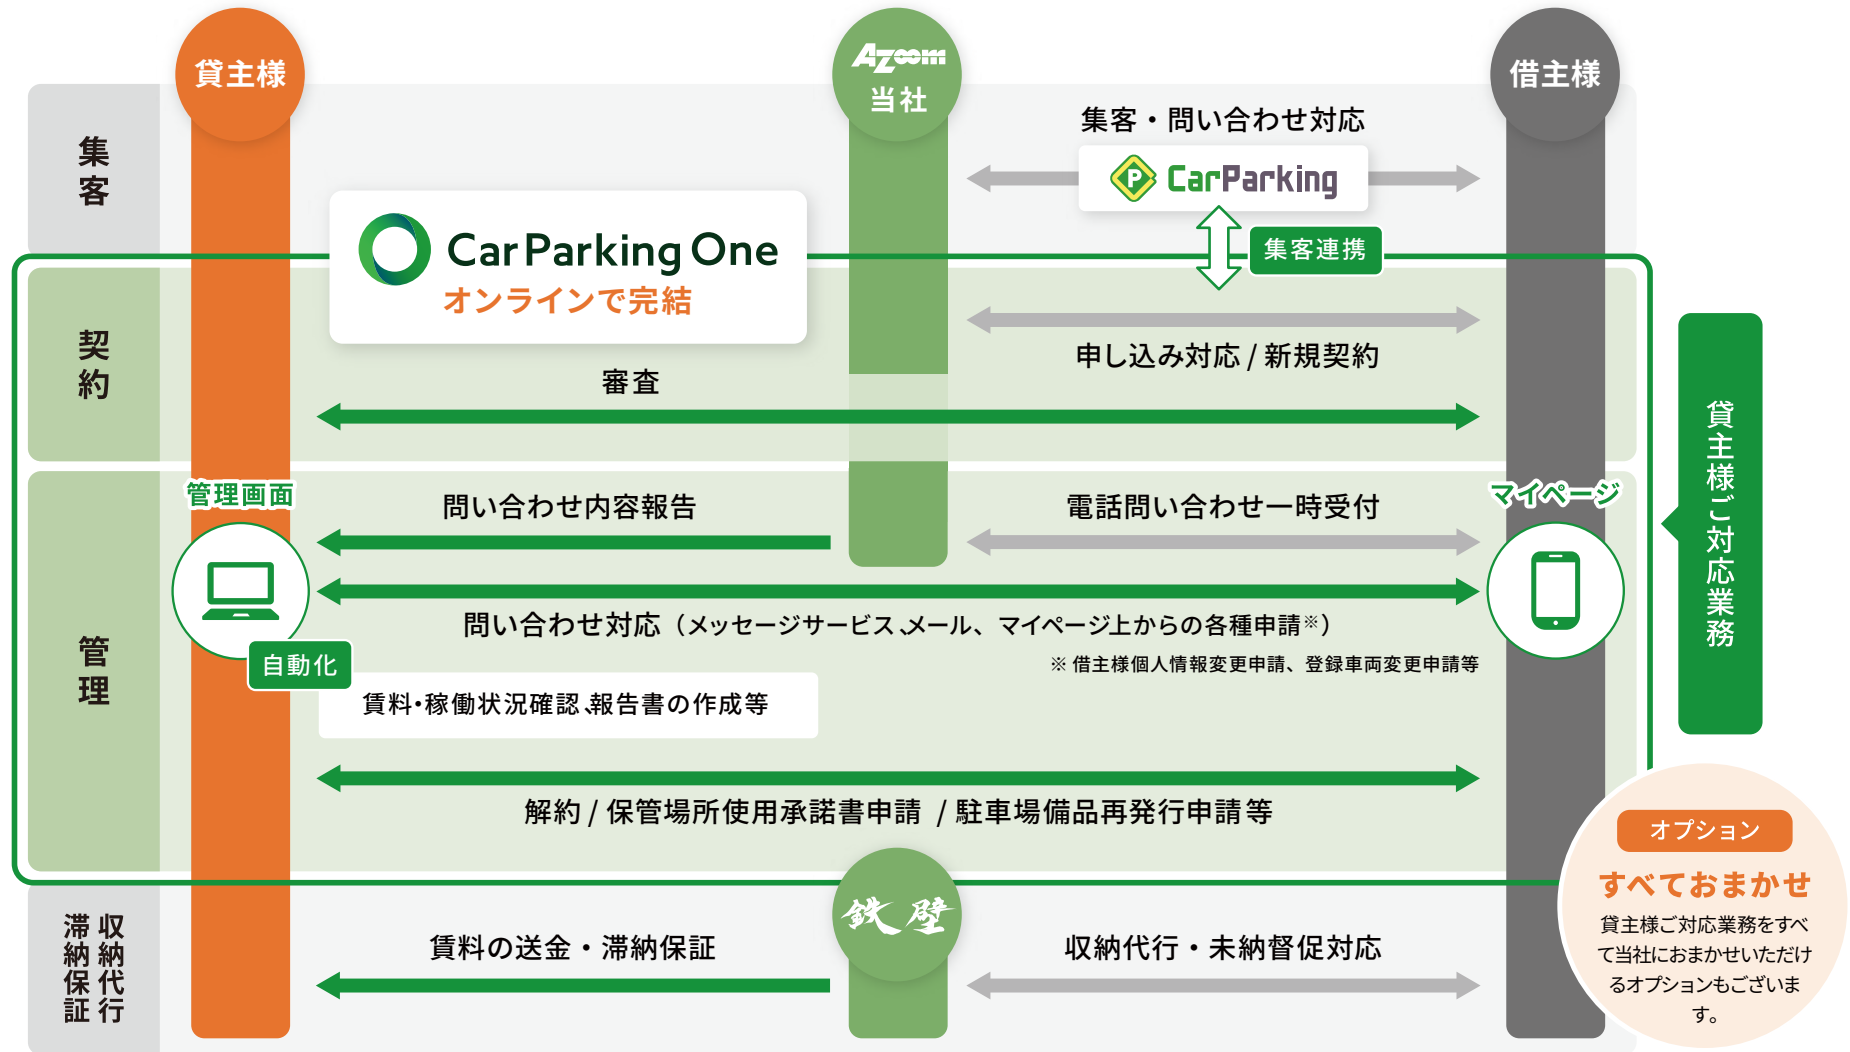 貸主様
Azoom
当社
借主様
集客
集客・問い合わせ対応
P CarParking
集客連携
CarParking One
オンラインで完結
契約
申し込み対応 / 新規契約
審査
管理
管理画面
マイページ
問い合わせ内容報告
電話問い合わせ一時受付
問い合わせ対応（メッセージサービス、メール、マイページ上からの各種申請※）
※ 借主様個人情報変更申請、登録車両変更申請等
自動化
賃料・稼働状況確認、報告書の作成等
解約 / 保管場所使用承諾書申請 / 駐車場備品再発行申請等
貸主様ご対応業務
収納代行
滞納保証
鉄壁
賃料の送金・滞納保証
収納代行・未納督促対応
オプション
すべておまかせ
貸主様ご対応業務をすべ
て当社におまかせいただけ
るオプションもございま
す。